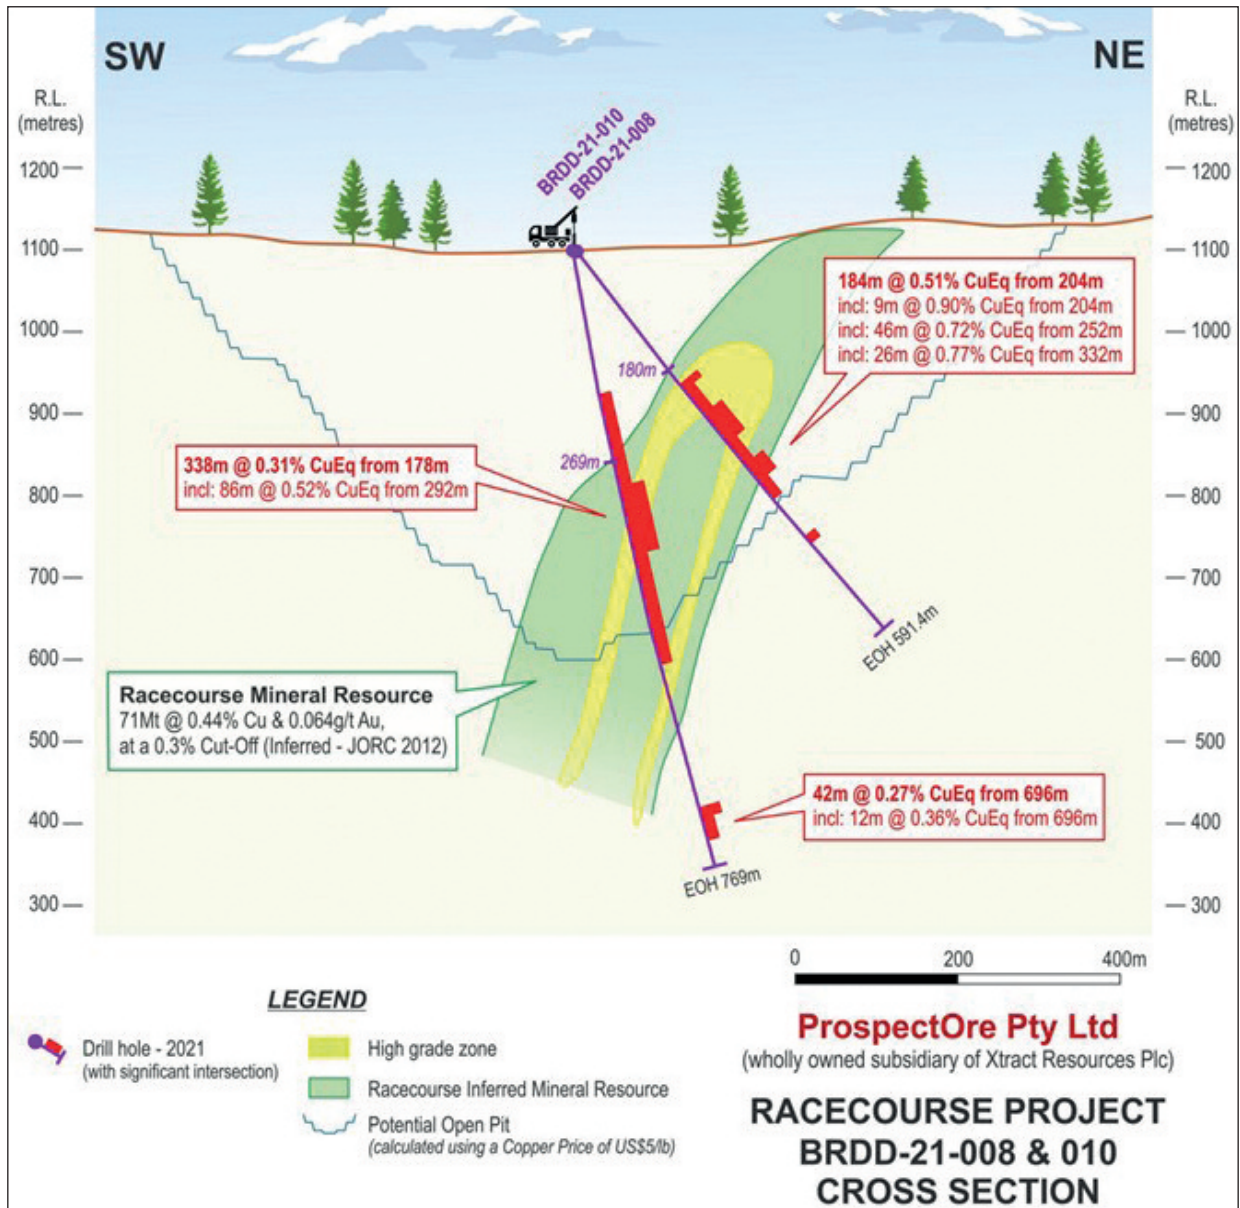 SW
NE
R.L.
(metres)
R.L.
(metres)
BRDD-21-010
BRDD-21-008
1200
1100
1000
900
800
700
600
500
400
300
1200
1100
1000
900
800
700
600
500
400
300
184m @ 0.51% CuEq from 204m
incl: 9m @ 0.90% CuEq from 204m
incl: 46m @ 0.72% CuEq from 252m
incl: 26m @ 0.77% CuEq from 332m
180m
269m
338m @ 0.31% CuEq from 178m
incl: 86m @ 0.52% CuEq from 292m
EOH 591.4m
Racecourse Mineral Resource
71Mt @ 0.44% Cu & 0.064g/t Au,
at a 0.3% Cut-Off (Inferred - JORC 2012)
42m @ 0.27% CuEq from 696m
incl: 12m @ 0.36% CuEq from 696m
EOH 769m
0 200 400m
LEGEND
Drill hole - 2021
(with significant intersection)
High grade zone
Racecourse Inferred Mineral Resource
Potential Open Pit
(calculated using a Copper Price of US$5/lb)
ProspectOre Pty Ltd
(wholly owned subsidiary of Xtract Resources Plc)
RACECOURSE PROJECT
BRDD-21-008 & 010
CROSS SECTION